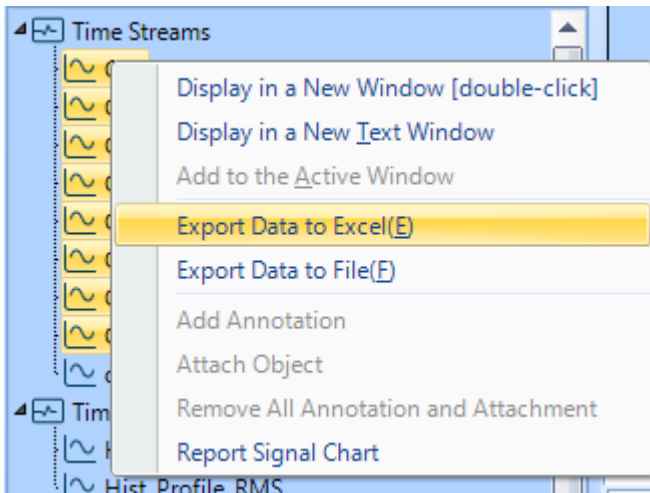 Time Streams
Display in a New Window [double-click]
Display in a New Text Window
Add to the Active Window
Export Data to Excel(E)
Export Data to File(F)
Add Annotation
Attach Object
Remove All Annotation and Attachment
Report Signal Chart
Hist_Profile_RMS